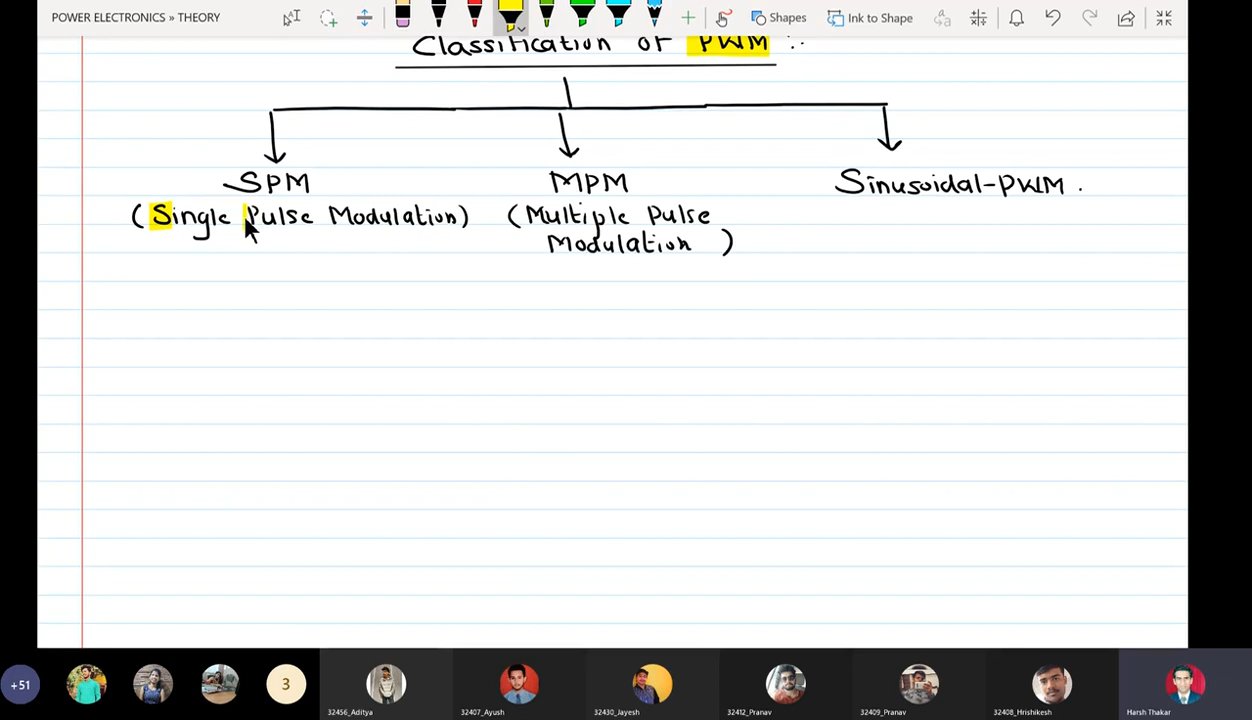 POWER ELECTRONICS » THEORY
Shapes
Ink to Shape
Classification of PWM :-
SPM
MPM
Sinusoidal-PWM.
(Single Pulse Modulation)
(Multiple Pulse
Modulation )
+51
3
32456_Aditya
32407_Ayush
32430_Jayesh
32412_Pranav
32409_Pranav
32408_Hrishikesh
Harsh Thakar